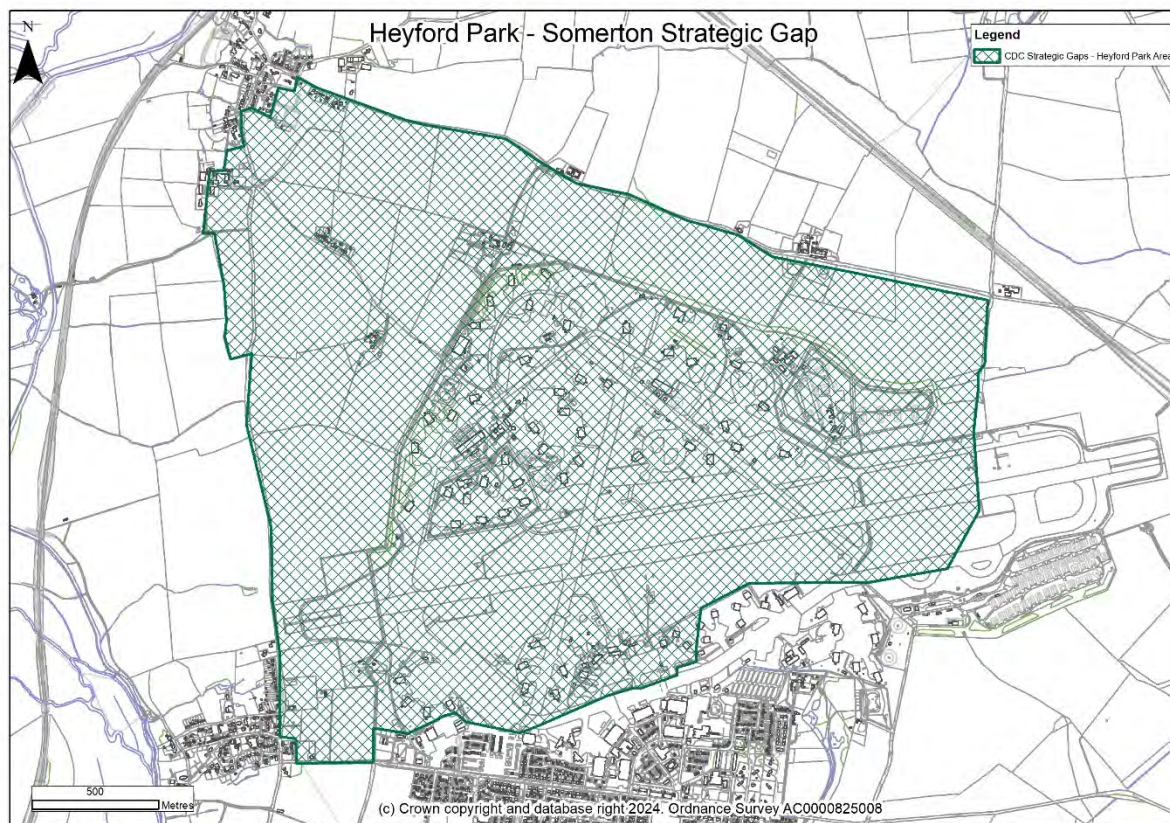 N
Heyford Park - Somerton Strategic Gap
Legend
CDC Strategic Gaps - Heyford Park Area
500
Metres
(c) Crown copyright and database right 2024. Ordnance Survey AC0000825008